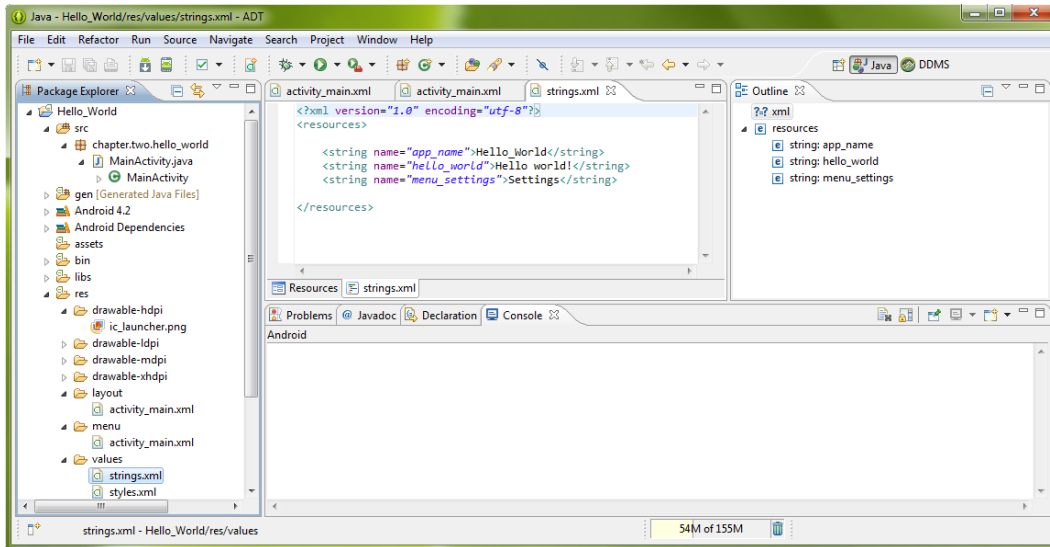 Java - Hello_World/res/values/strings.xml - ADT
File Edit Refactor Run Source Navigate Search Project Window Help
Java DDMS
Package Explorer
Hello_World
src
chapter.two.hello_world
MainActivity.java
MainActivity
gen [Generated Java Files]
Android 4.2
Android Dependencies
assets
bin
libs
res
drawable-hdpi
ic_launcher.png
drawable-ldpi
drawable-mdpi
drawable-xhdpi
layout
activity_main.xml
menu
activity_main.xml
values
strings.xml
styles.xml
activity_main.xml activity_main.xml strings.xml
<?xml version="1.0" encoding="utf-8"?>
<resources>
<string name="app_name">Hello_World</string>
<string name="hello_world">Hello world!</string>
<string name="menu_settings">Settings</string>
</resources>
Resources strings.xml
Outline
?=? xml
e resources
e string: app_name
e string: hello_world
e string: menu_settings
Problems @ Javadoc Declaration Console
Android
strings.xml - Hello_World/res/values
54M of 155M